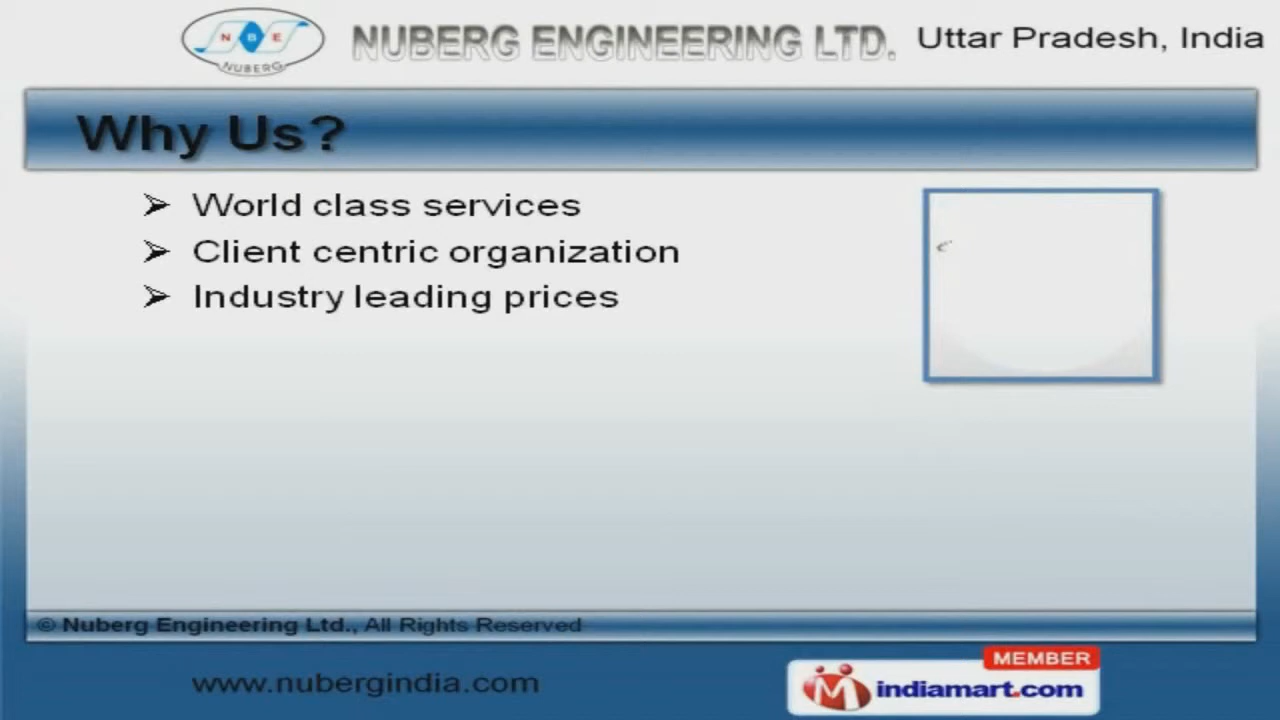 N B E
NUBERG
NUBERG ENGINEERING LTD.
Uttar Pradesh, India
Why Us?
➢ World class services
➢ Client centric organization
➢ Industry leading prices
© Nuberg Engineering Ltd., All Rights Reserved
www.nubergindia.com
MEMBER
indiamart.com